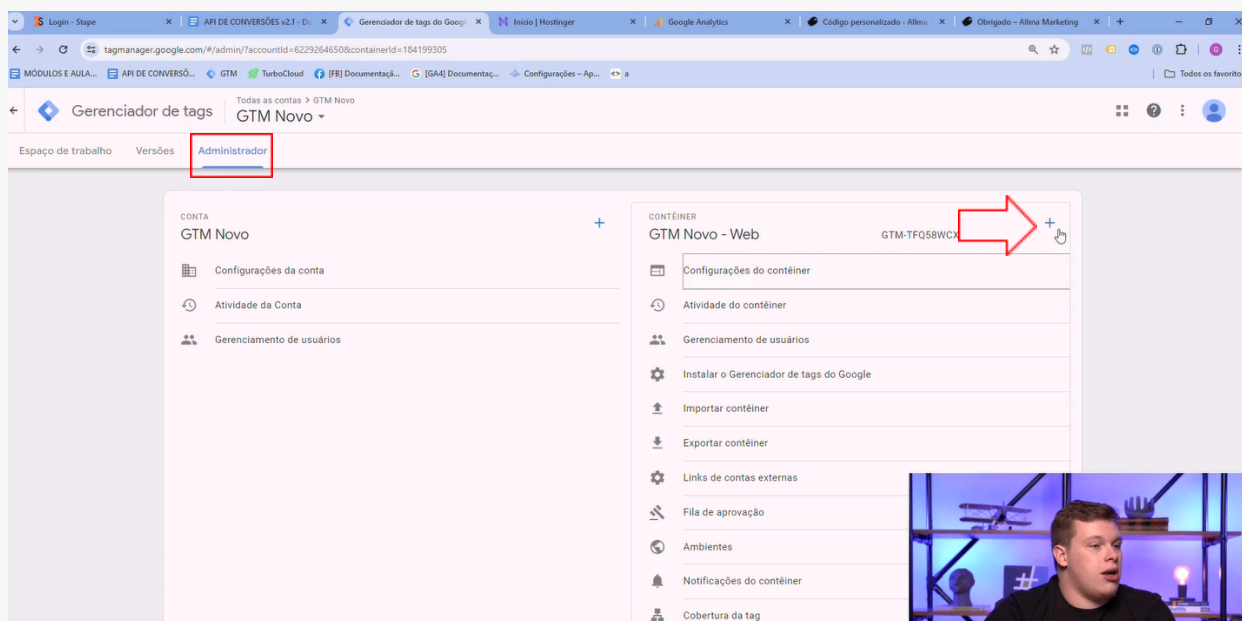 Login - Stape
API DE CONVERSÕES v2.1 - Do
Gerenciador de tags do Googl
Início | Hostinger
Google Analytics
Código personalizado - Allma
Obrigado – Allma Marketing
tagmanager.google.com/#/admin/?accountId=6229264650&containerId=184199305
MÓDULOS E AULA...
API DE CONVERSÕ...
GTM
TurboCloud
[FB] Documentaçã...
[GA4] Documentaç...
Configurações – Ap...
a
Todos os favorito
Gerenciador de tags
Todas as contas > GTM Novo
GTM Novo
Espaço de trabalho
Versões
Administrador
CONTA
GTM Novo
Configurações da conta
Atividade da Conta
Gerenciamento de usuários
CONTÊINER
GTM Novo - Web
GTM-TFQ58WCX
Configurações do contêiner
Atividade do contêiner
Gerenciamento de usuários
Instalar o Gerenciador de tags do Google
Importar contêiner
Exportar contêiner
Links de contas externas
Fila de aprovação
Ambientes
Notificações do contêiner
Cobertura da tag